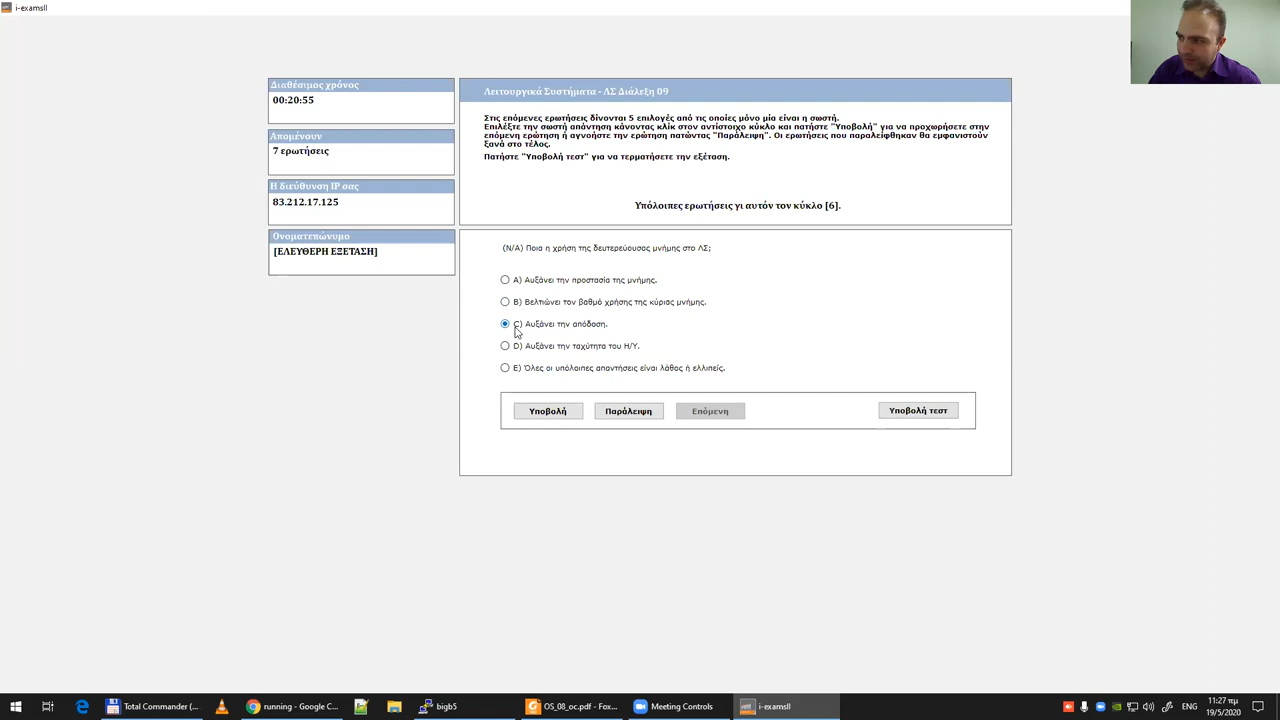 i-examsll
Διαθέσιμος χρόνος
00:20:55
Απομένουν
7 ερωτήσεις
Η διεύθυνση IP σας
83.212.17.125
Ονοματεπώνυμο
[ΕΛΕΥΘΕΡΗ ΕΞΕΤΑΣΗ]
Λειτουργικά Συστήματα - ΛΣ Διάλεξη 09
Στις επόμενες ερωτήσεις δίνονται 5 επιλογές από τις οποίες μόνο μία είναι η σωστή.
Επιλέξτε την σωστή απάντηση κάνοντας κλίκ στον αντίστοιχο κύκλο και πατήστε "Υποβολή" για να προχωρήσετε στην
επόμενη ερώτηση ή αγνοήστε την ερώτηση πατώντας "Παράλειψη". Οι ερωτήσεις που παραλείφθηκαν θα εμφανιστούν
ξανά στο τέλος.
Πατήστε "Υποβολή τεστ" για να τερματήσετε την εξέταση.
Υπόλοιπες ερωτήσεις γι αυτόν τον κύκλο [6].
(N/A) Ποια η χρήση της δευτερεύουσας μνήμης στο ΛΣ;
A) Αυξάνει την προστασία της μνήμης.
B) Βελτιώνει τον βαθμό χρήσης της κύριας μνήμης.
C) Αυξάνει την απόδοση.
D) Αυξάνει την ταχύτητα του Η/Υ.
E) Όλες οι υπόλοιπες απαντήσεις είναι λάθος ή ελλιπείς.
Υποβολή Παράλειψη Επόμενη Υποβολή τεστ
Total Commander (... running - Google C... bigb5 OS_08_oc.pdf - Fox... Meeting Controls i-examsll ENG 11:27 πμ
19/5/2020